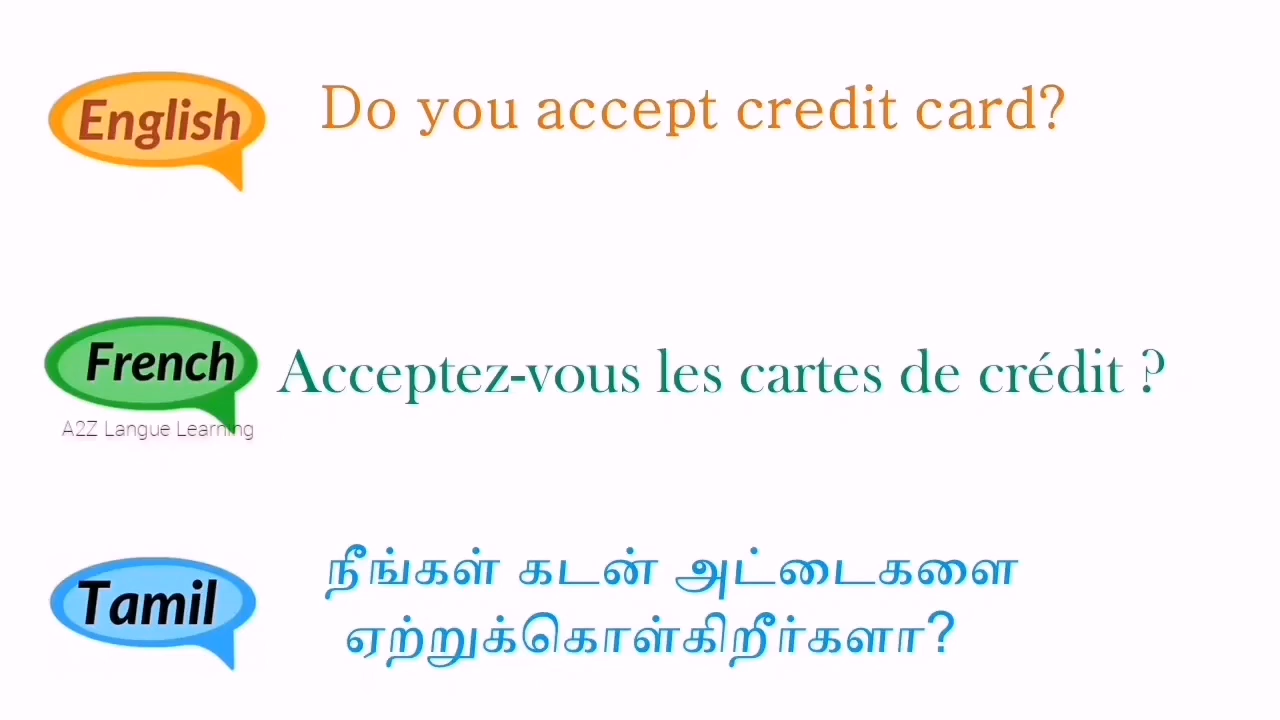 English
Do you accept credit card?
French
Acceptez-vous les cartes de crédit ?
A2Z Langue Learning
Tamil
நீங்கள் கடன் அட்டைகளை
ஏற்றுக்கொள்கிறீர்களா?